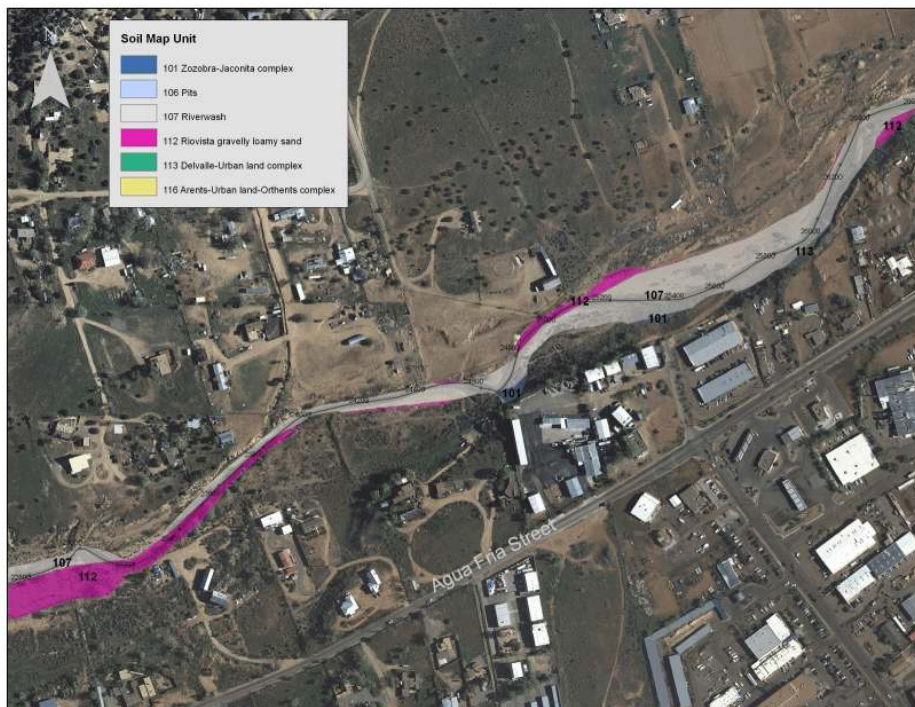 Soil Map Unit
101 Zozobra-Jaconita complex
106 Pits
107 Riverwash
112 Riovista gravelly loamy sand
113 Delvalle-Urban land complex
116 Arents-Urban land-Orthents complex
112
113
107
25400
112
101
101
107
112
Agua Fria Street